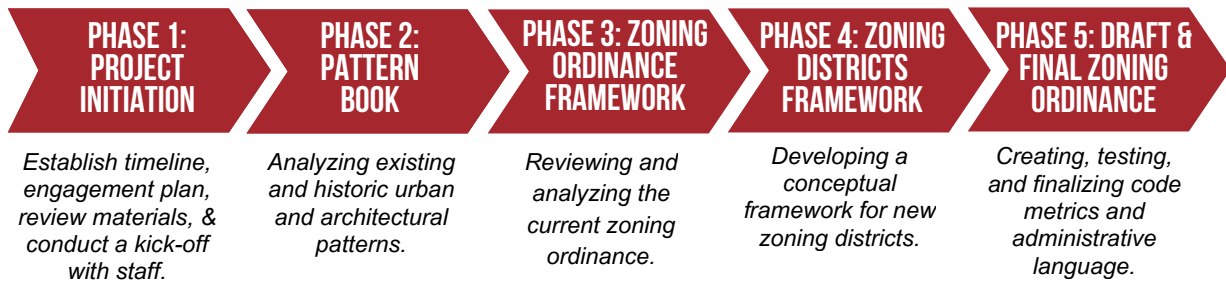 PHASE 1:
PROJECT
INITIATION
Establish timeline,
engagement plan,
review materials, &
conduct a kick-off
with staff.
PHASE 2:
PATTERN
BOOK
Analyzing existing
and historic urban
and architectural
patterns.
PHASE 3: ZONING
ORDINANCE
FRAMEWORK
Reviewing and
analyzing the
current zoning
ordinance.
PHASE 4: ZONING
DISTRICTS
FRAMEWORK
Developing a
conceptual
framework for new
zoning districts.
PHASE 5: DRAFT &
FINAL ZONING
ORDINANCE
Creating, testing,
and finalizing code
metrics and
administrative
language.